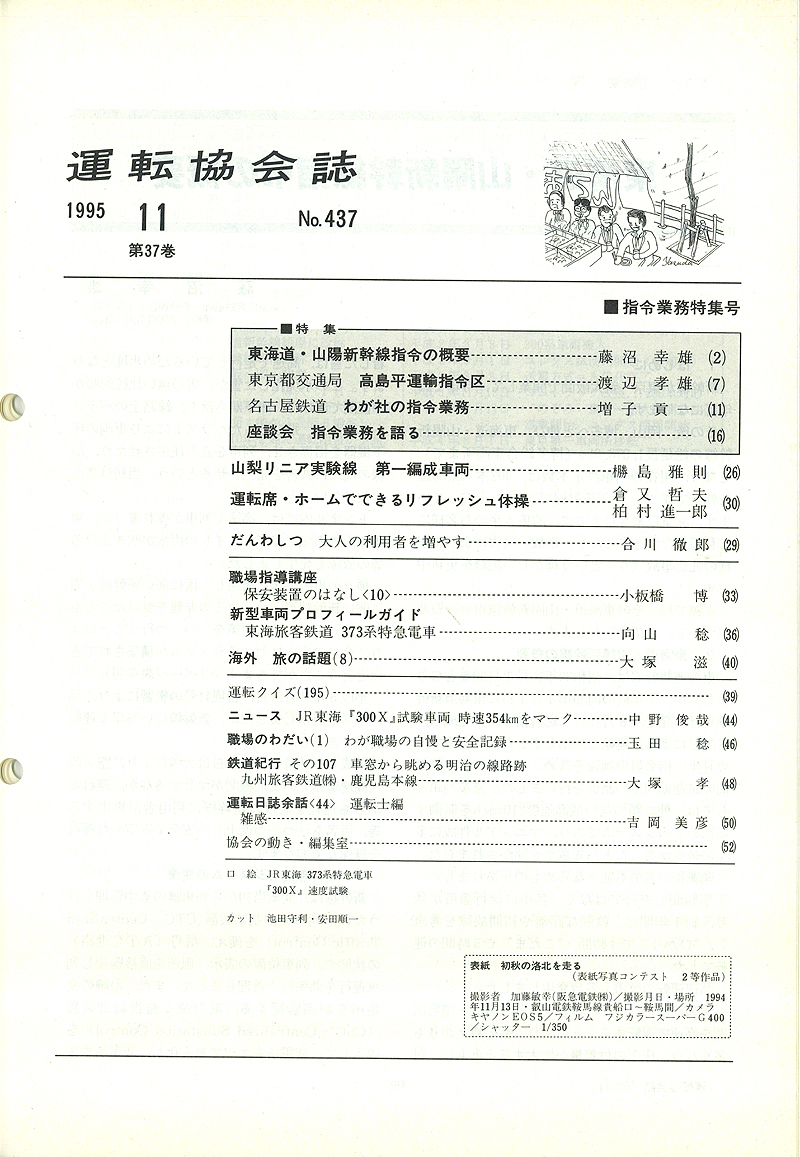 運転協会誌
1995 11 No.437
第37巻
■指令業務特集号
■特集
東海道・山陽新幹線指令の概要 藤沼幸雄 (2)
東京都交通局 高島平運輸指令区 渡辺孝雄 (7)
名古屋鉄道 わが社の指令業務 増子貢一 (11)
座談会 指令業務を語る (16)
山梨リニア実験線 第一編成車両 島雅則 (26)
運転席・ホームでできるリフレッシュ体操 倉又哲夫 (30)
柏村進一郎
だんわしつ 大人の利用者を増やす 合川徹郎 (29)
職場指導講座
保安装置のはなし<10> 小板橋博 (33)
新型車両プロフィールガイド
東海旅客鉄道 373系特急電車 向山稔 (36)
海外 旅の話題(8) 大塚滋 (40)
運転クイズ(195) (39)
ニュース JR東海『300X』試験車両 時速354kmをマーク 中野俊哉 (44)
職場のわだい(1) わが職場の自慢と安全記録 玉田稔 (46)
鉄道紀行 その107 車窓から眺める明治の線路跡
九州旅客鉄道㈱・鹿児島本線 大塚孝 (48)
運転日誌余話<44> 運転士編
雑感 吉岡美彦 (50)
協会の動き・編集室 (52)
口絵 JR東海 373系特急電車
『300X』速度試験
カット 池田守利・安田順一
表紙 初秋の洛北を走る
(表紙写真コンテスト 2等作品)
撮影者 加藤敏幸(阪急電鉄㈱)/撮影月日・場所 1994
年11月13日・叡山電鉄鞍馬線貴船口～鞍馬間/カメラ
キヤノンEOS5/フィルム フジカラースーパーG400
/シャッター 1/350